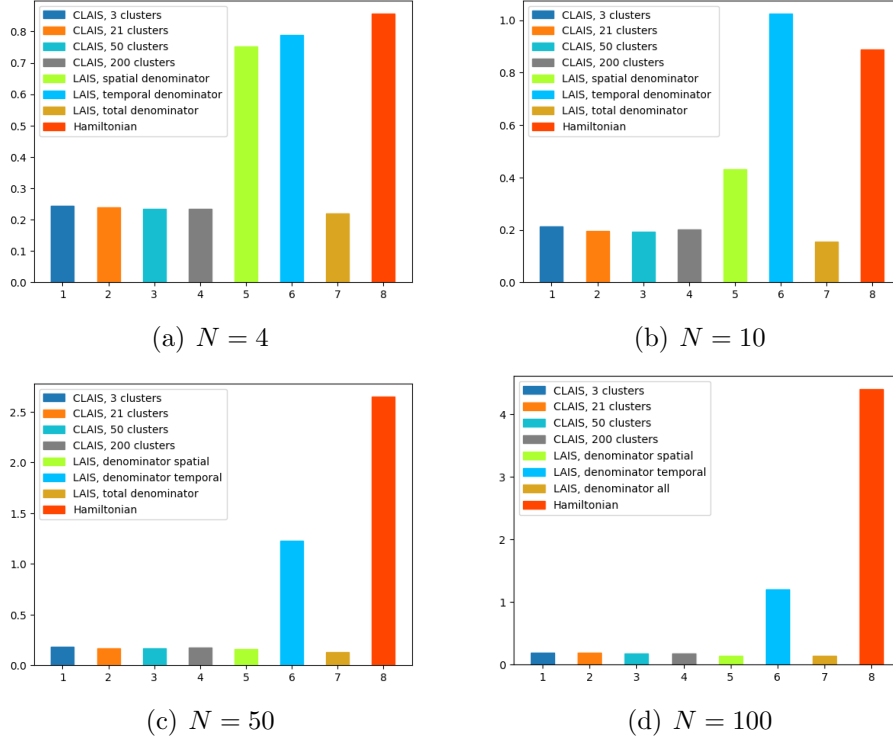 0.8
0.7
0.6
0.5
0.4
0.3
0.2
0.1
0.0
CLAIS, 3 clusters
CLAIS, 21 clusters
CLAIS, 50 clusters
CLAIS, 200 clusters
LAIS, spatial denominator
LAIS, temporal denominator
LAIS, total denominator
Hamiltonian
1 2 3 4 5 6 7 8
(a) N = 4
1.0
0.8
0.6
0.4
0.2
0.0
CLAIS, 3 clusters
CLAIS, 21 clusters
CLAIS, 50 clusters
CLAIS, 200 clusters
LAIS, spatial denominator
LAIS, temporal denominator
LAIS, total denominator
Hamiltonian
1 2 3 4 5 6 7 8
(b) N = 10
2.5
2.0
1.5
1.0
0.5
0.0
CLAIS, 3 clusters
CLAIS, 21 clusters
CLAIS, 50 clusters
CLAIS, 200 clusters
LAIS, denominator spatial
LAIS, denominator temporal
LAIS, total denominator
Hamiltonian
1 2 3 4 5 6 7 8
(c) N = 50
4
3
2
1
0
CLAIS, 3 clusters
CLAIS, 21 clusters
CLAIS, 50 clusters
CLAIS, 200 clusters
LAIS, denominator spatial
LAIS, denominator temporal
LAIS, denominator all
Hamiltonian
1 2 3 4 5 6 7 8
(d) N = 100